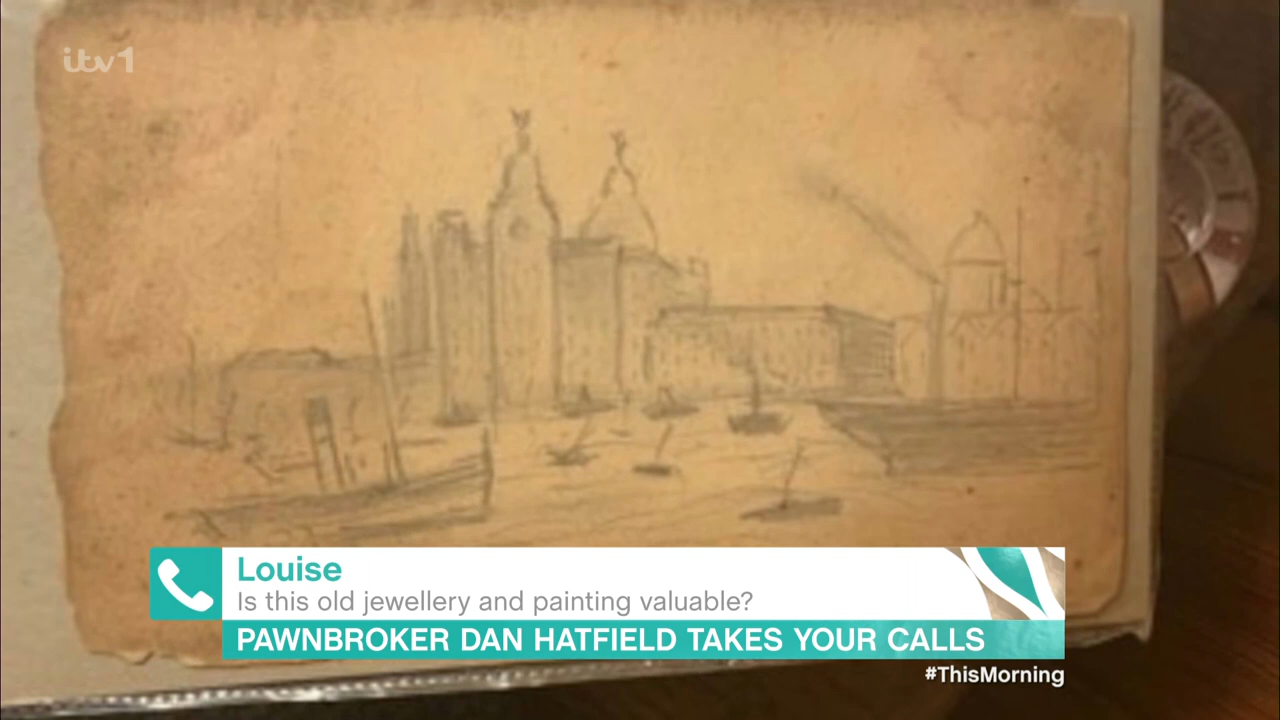 itv1
Louise
Is this old jewellery and painting valuable?
PAWNBROKER DAN HATFIELD TAKES YOUR CALLS
#ThisMorning